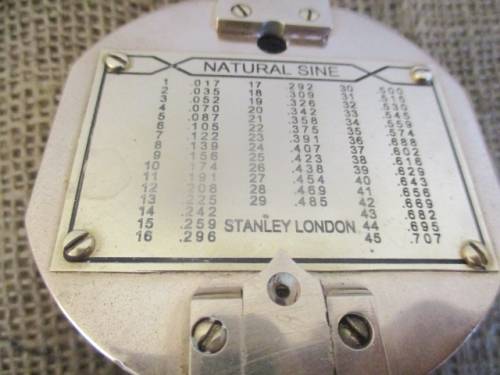 NATURAL SINE
1 .017 17 .292 30 .500
2 .035 18 .309 31 .515
3 .052 19 .326 32 .530
4 .070 20 .342 33 .545
5 .087 21 .358 34 .559
6 .105 22 .375 35 .574
7 .122 23 .391 36 .688
8 .139 24 .407 37 .602
9 .156 25 .423 38 .616
10 .174 26 .438 39 .629
11 .191 27 .454 40 .643
12 .208 28 .469 41 .656
13 .225 29 .485 42 .669
14 .242 43 .682
15 .259 STANLEY LONDON 44 .695
16 .296 45 .707